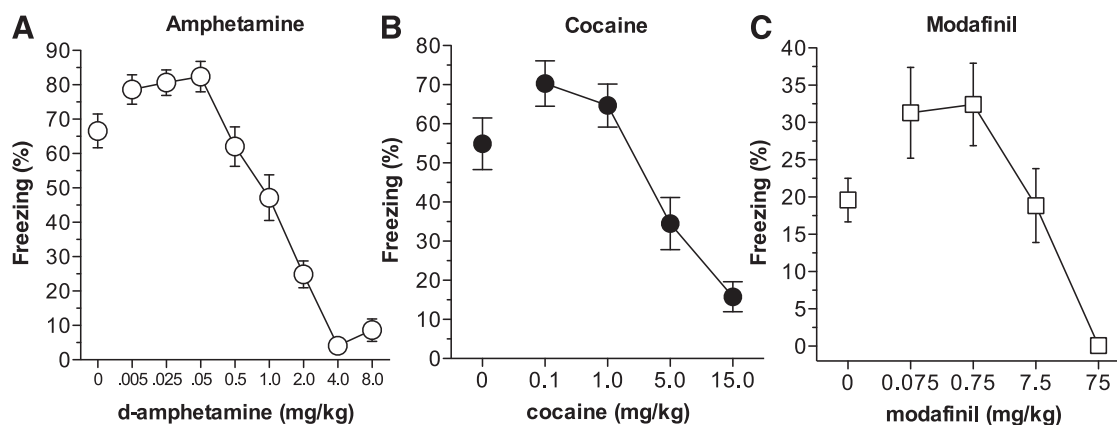 A
Amphetamine
Freezing (%)
90
80
70
60
50
40
30
20
10
0
0 .005 .025 .05 0.5 1.0 2.0 4.0 8.0
d-amphetamine (mg/kg)
B
Cocaine
Freezing (%)
80
70
60
50
40
30
20
10
0
0 0.1 1.0 5.0 15.0
cocaine (mg/kg)
C
Modafinil
Freezing (%)
40
35
30
25
20
15
10
5
0
0 0.075 0.75 7.5 75
modafinil (mg/kg)